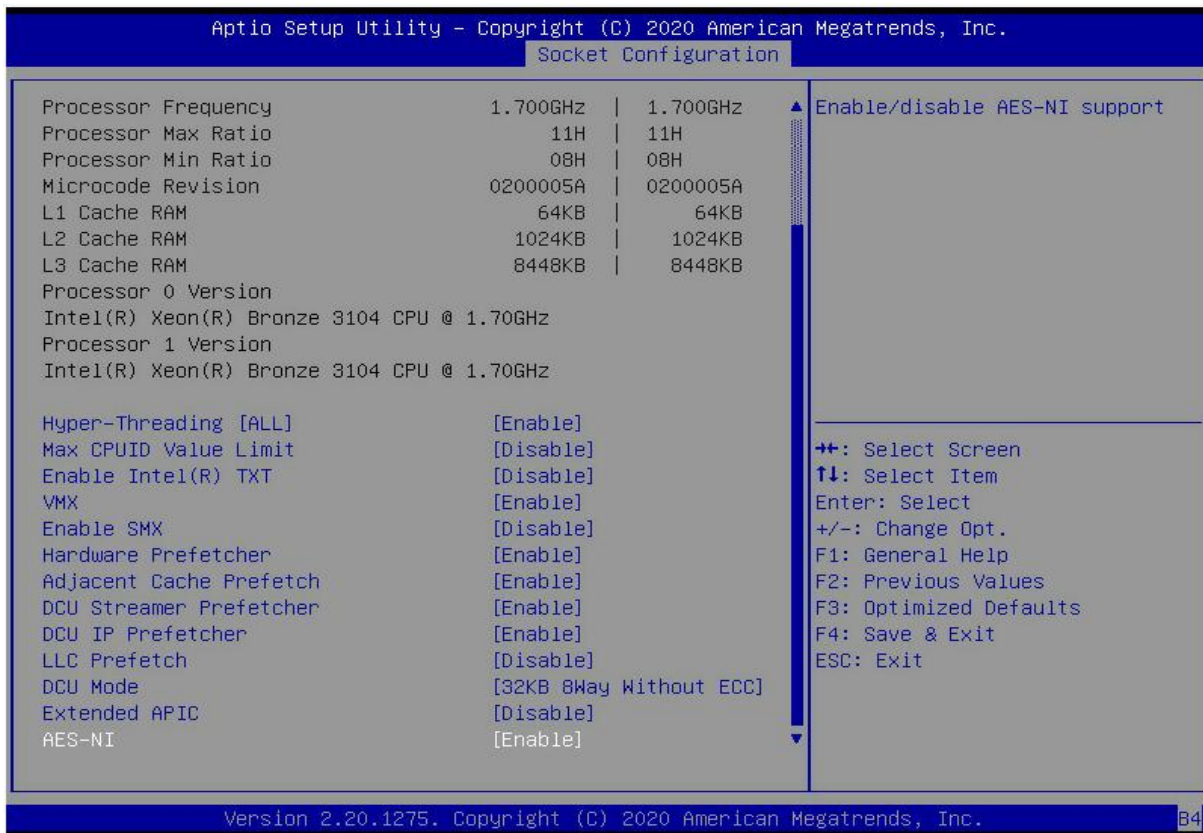 Aptio Setup Utility – Copyright (C) 2020 American Megatrends, Inc.
Socket Configuration
Processor Frequency 1.700GHz | 1.700GHz
Processor Max Ratio 11H | 11H
Processor Min Ratio 08H | 08H
Microcode Revision 0200005A | 0200005A
L1 Cache RAM 64KB | 64KB
L2 Cache RAM 1024KB | 1024KB
L3 Cache RAM 8448KB | 8448KB
Processor 0 Version
Intel(R) Xeon(R) Bronze 3104 CPU @ 1.70GHz
Processor 1 Version
Intel(R) Xeon(R) Bronze 3104 CPU @ 1.70GHz
Hyper-Threading [ALL] [Enable]
Max CPUID Value Limit [Disable]
Enable Intel(R) TXT [Disable]
VMX [Enable]
Enable SMX [Disable]
Hardware Prefetcher [Enable]
Adjacent Cache Prefetch [Enable]
DCU Streamer Prefetcher [Enable]
DCU IP Prefetcher [Enable]
LLC Prefetch [Disable]
DCU Mode [32KB 8Way Without ECC]
Extended APIC [Disable]
AES-NI [Enable]
Enable/disable AES-NI support
→←: Select Screen
↑↓: Select Item
Enter: Select
+/-: Change Opt.
F1: General Help
F2: Previous Values
F3: Optimized Defaults
F4: Save & Exit
ESC: Exit
Version 2.20.1275. Copyright (C) 2020 American Megatrends, Inc.
B4